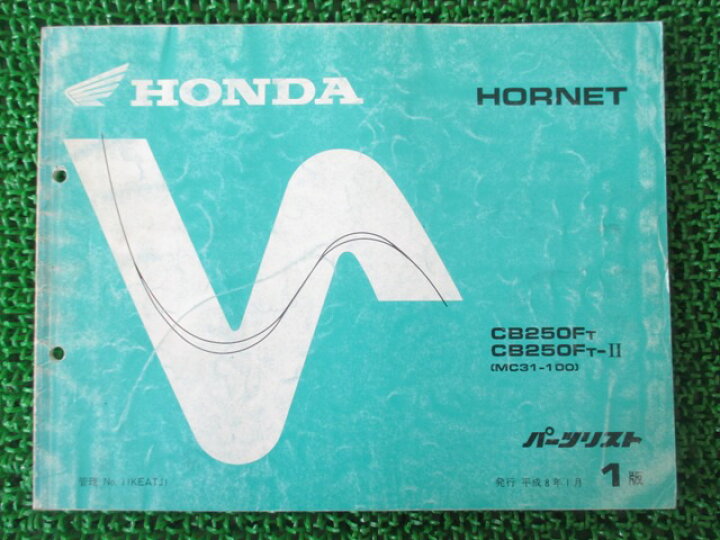 HONDA
HORNET
CB250FT
CB250FT-II
(MC31-100)
パーツリスト
管理 No. 11KEATJ1
発行 平成8年1月 1版